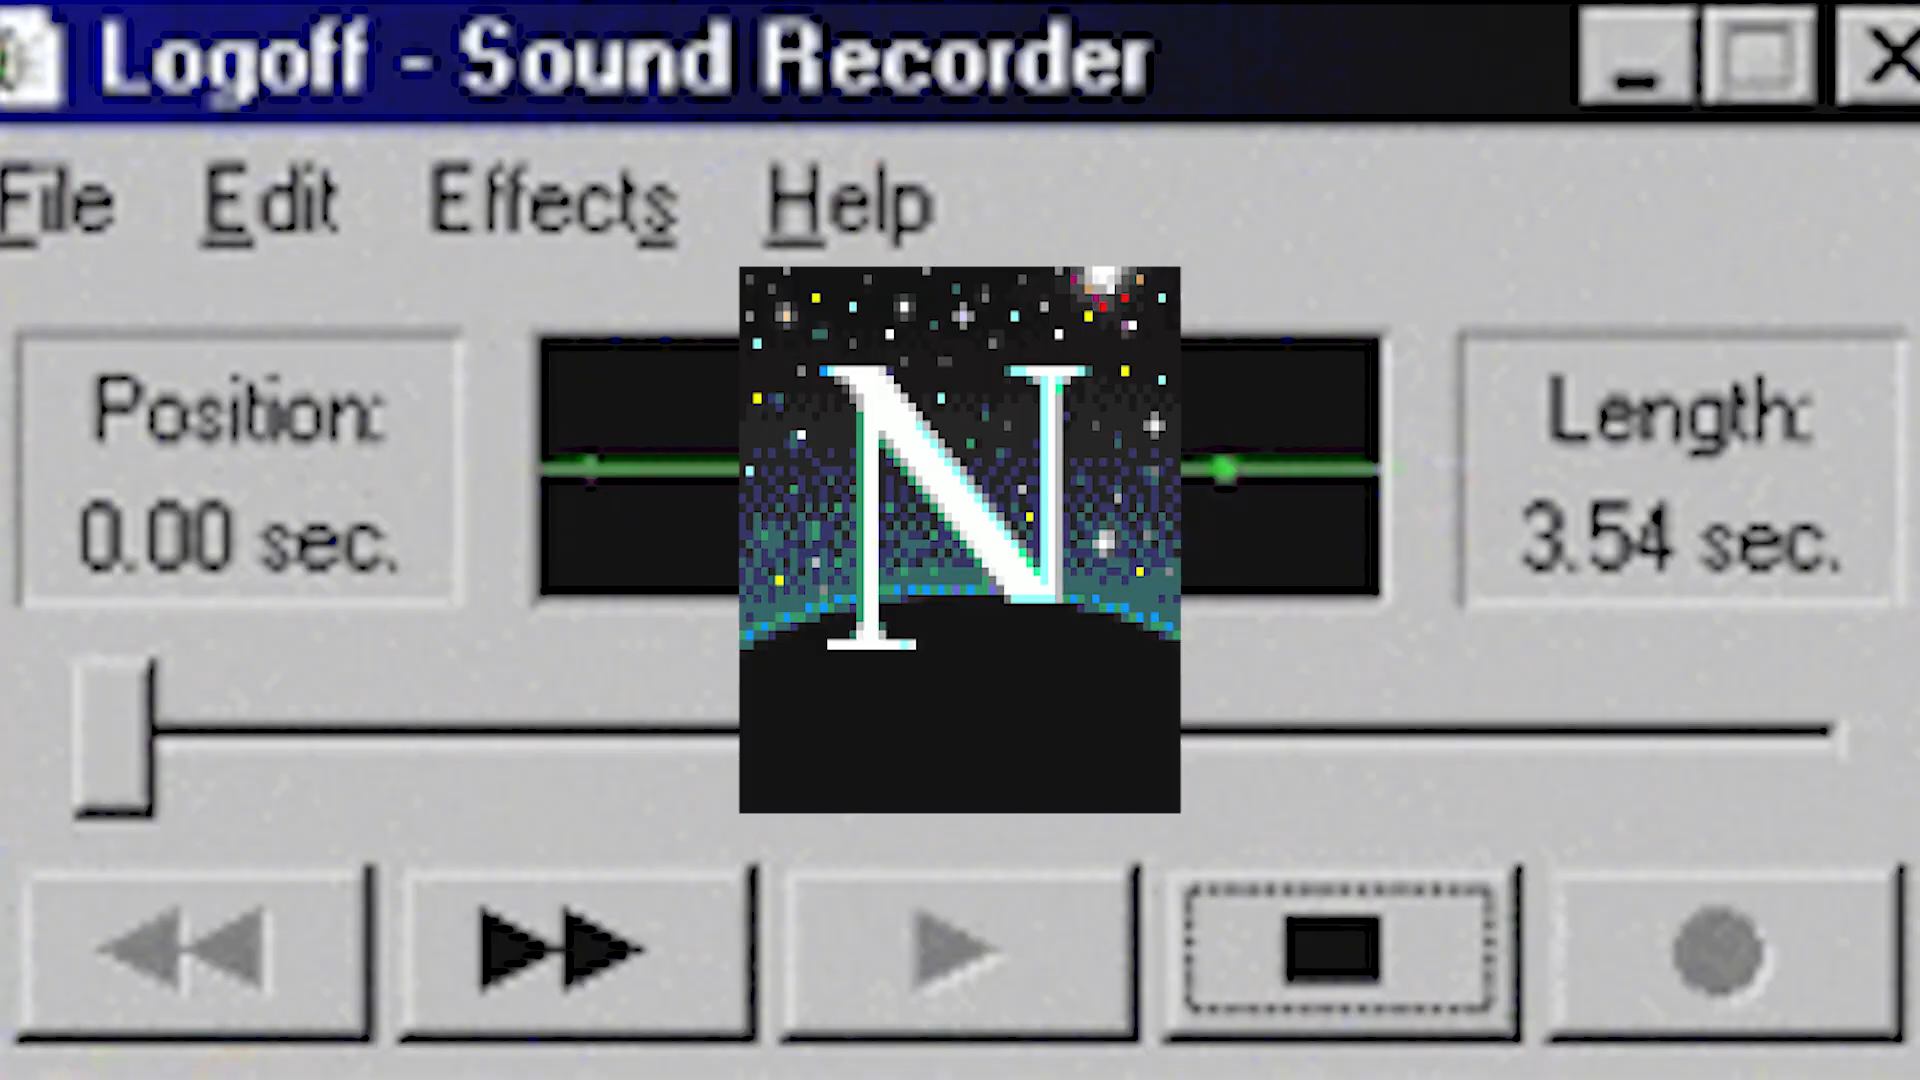 Logoff - Sound Recorder
File Edit Effects Help
N
Position:
0.00 sec.
Length:
3.54 sec.